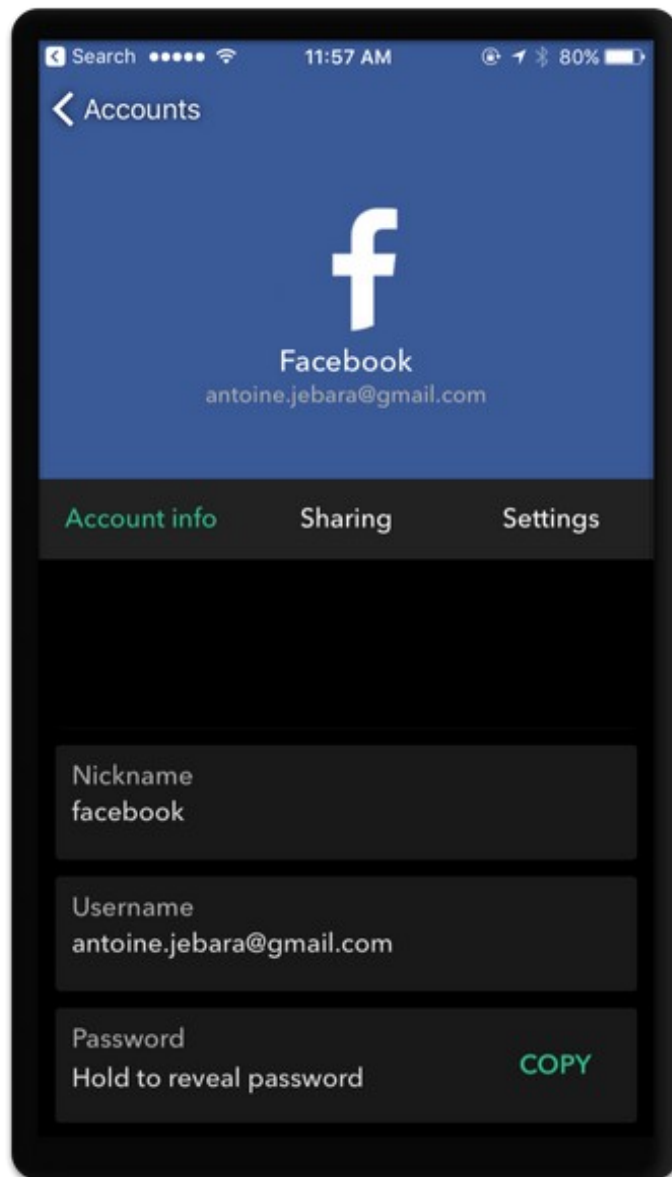 Search 11:57 AM 80%
Accounts
f
Facebook
antoine.jebara@gmail.com
Account info Sharing Settings
Nickname
facebook
Username
antoine.jebara@gmail.com
Password
Hold to reveal password COPY